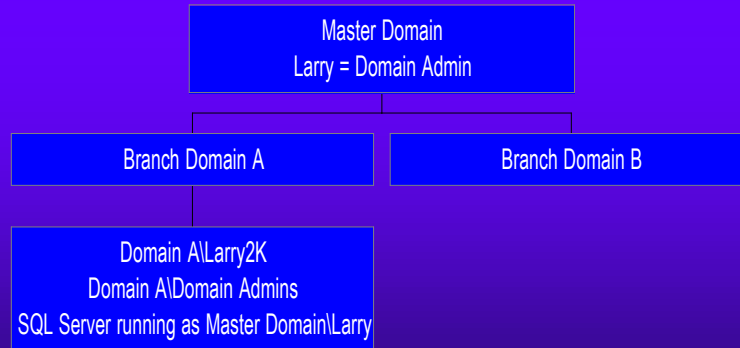 Master Domain
Larry = Domain Admin
Branch Domain A
Branch Domain B
Domain A\Larry2K
Domain A\Domain Admins
SQL Server running as Master Domain\Larry